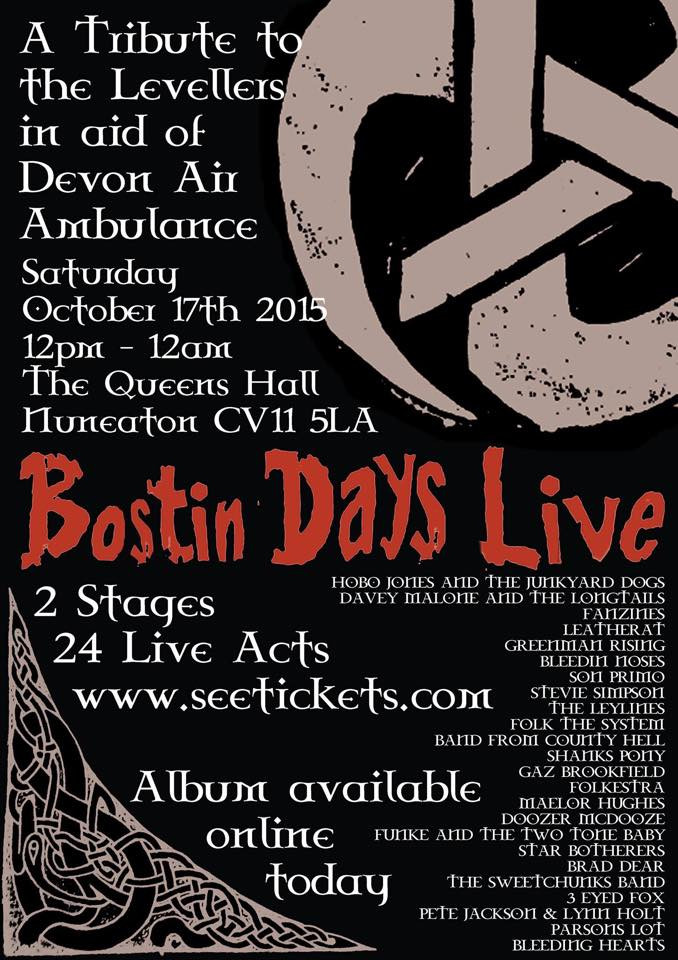 A Tribute to
the Levellers
in aid of
Devon Air
Ambulance
Saturday
October 17th 2015
12pm - 12am
The Queens Hall
Nuneaton CV11 5LA
Bostin Days Live
2 Stages
24 Live Acts
www.seetickets.com
Album available
online
today
HOBO JONES AND THE JUNKYARD DOGS
DAVEY MALONE AND THE LONGTAILS
FANZINES
LEATHERAT
GREENMAN RISING
BLEEDIN NOSES
SON PRIMO
STEVIE SIMPSON
THE LEYLINES
FOLK THE SYSTEM
BAND FROM COUNTY HELL
SHANKS PONY
GAZ BROOKFIELD
FOLKESTRA
MAELOR HUGHES
DOOZER MCDOOZE
FUNKE AND THE TWO TONE BABY
STAR BOTHERERS
BRAD DEAR
THE SWEETCHUNKS BAND
3 EYED FOX
PETE JACKSON & LYNN HOLT
PARSONS LOT
BLEEDING HEARTS